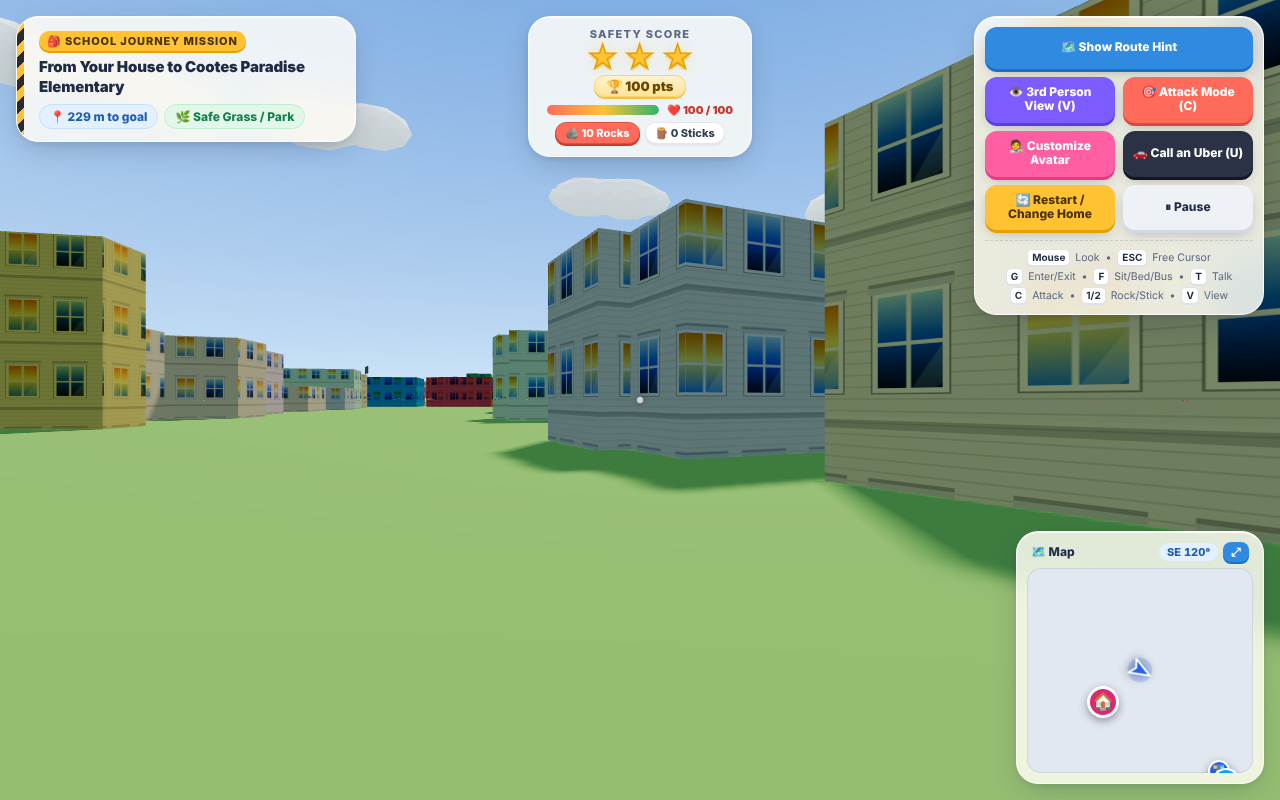 🎒 SCHOOL JOURNEY MISSION
From Your House to Cootes Paradise
Elementary
📍 229 m to goal
🌿 Safe Grass / Park
SAFETY SCORE
🏆 100 pts
❤️ 100 / 100
🪨 10 Rocks
🪵 0 Sticks
🗺️ Show Route Hint
👁️ 3rd Person
View (V)
🎯 Attack Mode
(C)
🧑‍🎨 Customize
Avatar
🚗 Call an Uber (U)
🔄 Restart /
Change Home
⏸ Pause
Mouse Look • ESC Free Cursor
G Enter/Exit • F Sit/Bed/Bus • T Talk
C Attack • 1/2 Rock/Stick • V View
🗺️ Map
SE 120°